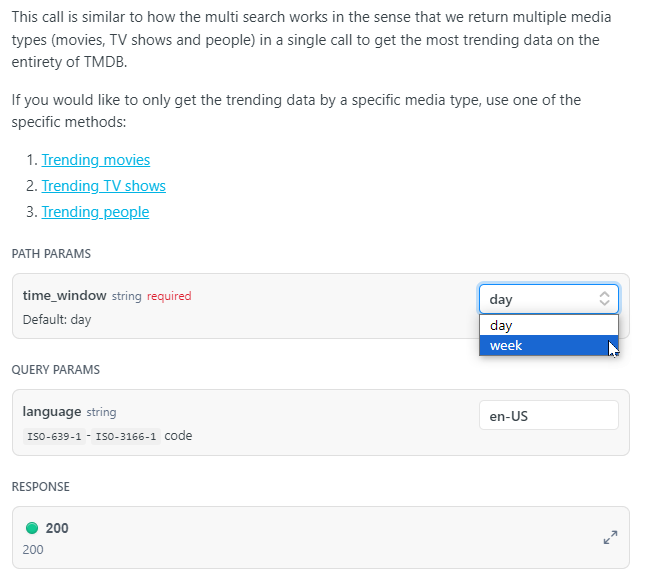 This call is similar to how the multi search works in the sense that we return multiple media
types (movies, TV shows and people) in a single call to get the most trending data on the
entirety of TMDB.
If you would like to only get the trending data by a specific media type, use one of the
specific methods:
1. Trending movies
2. Trending TV shows
3. Trending people
PATH PARAMS
time_window string required
Default: day
day
day
week
QUERY PARAMS
language string
ISO-639-1 - ISO-3166-1 code
en-US
RESPONSE
200
200